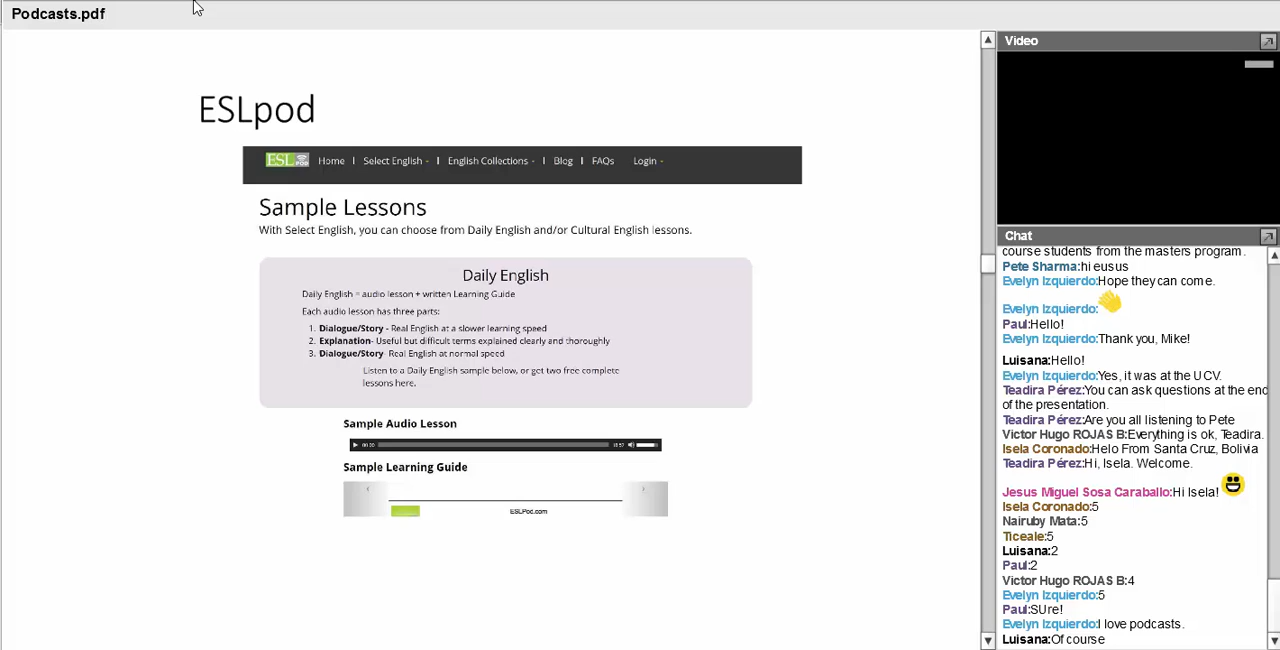 Podcasts.pdf
ESLpod
ESL POD Home | Select English | English Collections | Blog | FAQs Login
Sample Lessons
With Select English, you can choose from Daily English and/or Cultural English lessons.
Daily English
Daily English = audio lesson + written Learning Guide
Each audio lesson has three parts:
1. Dialogue/Story - Real English at a slower learning speed
2. Explanation- Useful but difficult terms explained clearly and thoroughly
3. Dialogue/Story- Real English at normal speed
Listen to a Daily English sample below, or get two free complete
lessons here.
Sample Audio Lesson
Sample Learning Guide
ESLPod.com
Video
Chat
course students from the masters program.
Pete Sharma:hi eusus
Evelyn Izquierdo:Hope they can come.
Evelyn Izquierdo:
Paul:Hello!
Evelyn Izquierdo:Thank you, Mike!
Luisana:Hello!
Evelyn Izquierdo:Yes, it was at the UCV.
Teadira Pérez:You can ask questions at the end
of the presentation.
Teadira Pérez:Are you all listening to Pete
Victor Hugo ROJAS B:Everything is ok, Teadira.
Isela Coronado:Helo From Santa Cruz, Bolivia
Teadira Pérez:Hi, Isela. Welcome.
Jesus Miguel Sosa Caraballo:Hi Isela!
Isela Coronado:5
Nairuby Mata:5
Ticeale:5
Luisana:2
Paul:2
Victor Hugo ROJAS B:4
Evelyn Izquierdo:5
Paul:SUre!
Evelyn Izquierdo:I love podcasts.
Luisana:Of course